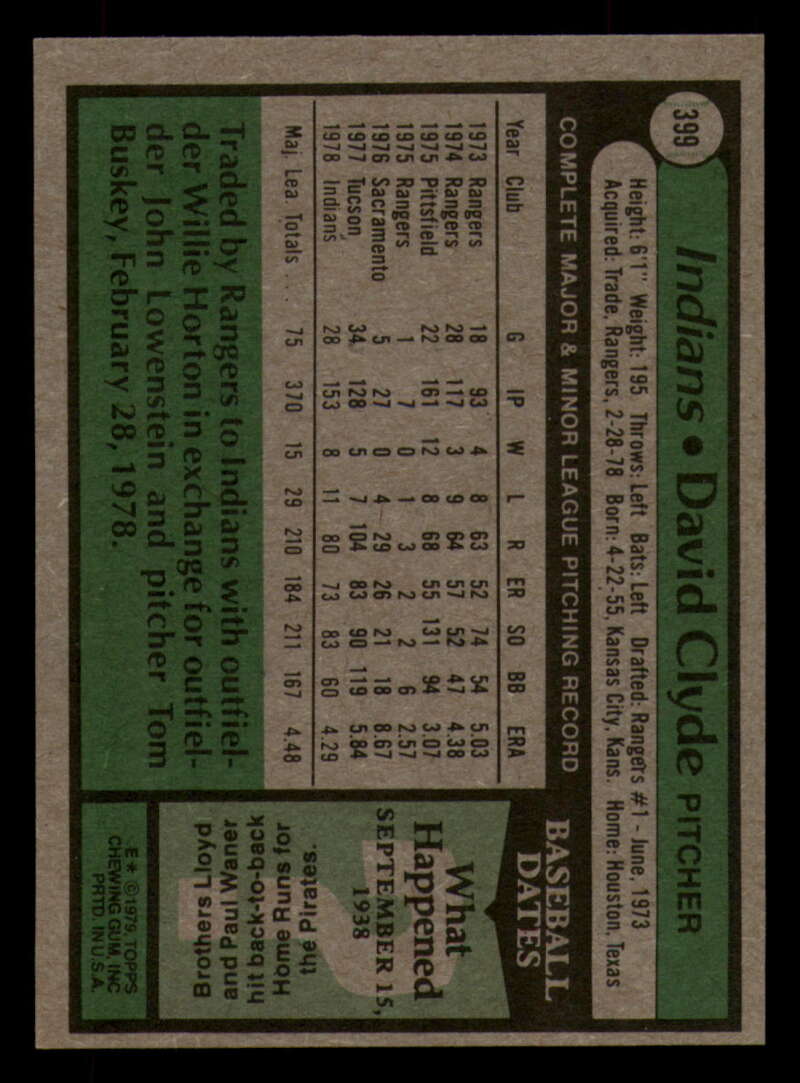 399
Indians • David Clyde PITCHER
Height: 6'1" Weight: 195 Throws: Left Bats: Left Drafted: Rangers #1 - June, 1973
Acquired: Trade, Rangers, 2-28-78 Born: 4-22-55, Kansas City, Kans. Home: Houston, Texas
COMPLETE MAJOR & MINOR LEAGUE PITCHING RECORD
Year Club G IP W L R ER SO BB ERA
1973 Rangers 18 93 4 8 63 52 74 54 5.03
1974 Rangers 28 117 3 9 64 57 52 47 4.38
1975 Pittsfield 22 161 12 8 68 55 131 94 3.07
1975 Rangers 1 7 0 1 3 2 2 6 2.57
1976 Sacramento 5 27 0 4 29 26 21 18 8.67
1977 Tucson 34 128 5 7 104 83 90 119 5.84
1978 Indians 28 153 8 11 80 73 83 60 4.29
Maj. Lea. Totals . . . 75 370 15 29 210 184 211 167 4.48
Traded by Rangers to Indians with outfiel-
der Willie Horton in exchange for outfiel-
der John Lowenstein and pitcher Tom
Buskey, February 28, 1978.
BASEBALL
DATES
What
Happened
SEPTEMBER 15,
1938
Brothers Lloyd
and Paul Waner
hit back-to-back
Home Runs for
the Pirates.
E* ©1979 TOPPS
CHEWING GUM, INC
PRTD. IN U.S.A.